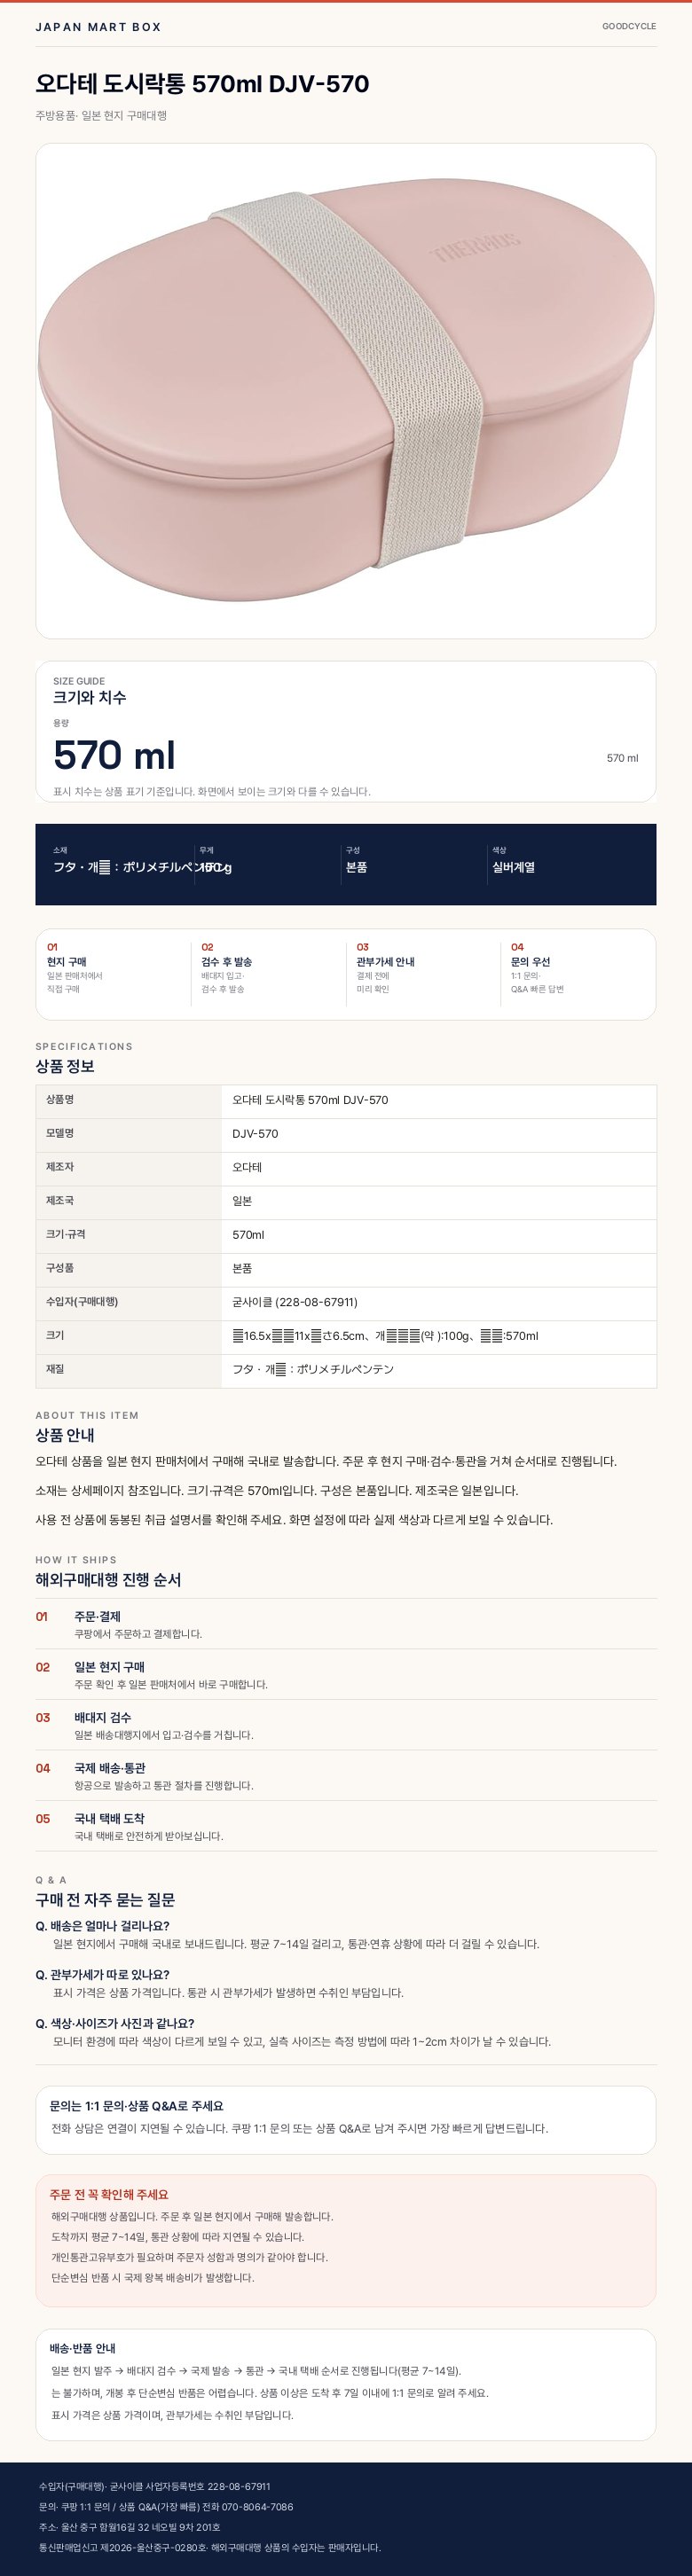 JAPAN MART BOX
GOODCYCLE
오다테 도시락통 570ml DJV-570
주방용품· 일본 현지 구매대행
THERMOS
SIZE GUIDE
크기와 치수
용량
570 ml
570 ml
표시 치수는 상품 표기 기준입니다. 화면에서 보이는 크기와 다를 수 있습니다.
소재
무게
구성
색상
フタ・개 : ポリメチルペンテン
본품
실버계열
01
02
03
04
현지 구매
검수 후 발송
관부가세 안내
문의 우선
일본 판매처에서
배대지 입고·
결제 전에
1:1 문의·
직접 구매
검수 후 발송
미리 확인
Q&A 빠른 답변
SPECIFICATIONS
상품 정보
상품명 오다테 도시락통 570ml DJV-570
모델명 DJV-570
제조자 오다테
제조국 일본
크기·규격 570ml
구성품 본품
수입자(구매대행) 굳사이클 (228-08-67911)
크기 16.5x 11x さ6.5cm、개 (약 ):100g、 :570ml
재질 フタ・개 : ポリメチルペンテン
ABOUT THIS ITEM
상품 안내
오다테 상품을 일본 현지 판매처에서 구매해 국내로 발송합니다. 주문 후 현지 구매·검수·통관을 거쳐 순서대로 진행됩니다.
소재는 상세페이지 참조입니다. 크기·규격은 570ml입니다. 구성은 본품입니다. 제조국은 일본입니다.
사용 전 상품에 동봉된 취급 설명서를 확인해 주세요. 화면 설정에 따라 실제 색상과 다르게 보일 수 있습니다.
HOW IT SHIPS
해외구매대행 진행 순서
01 주문·결제
쿠팡에서 주문하고 결제합니다.
02 일본 현지 구매
주문 확인 후 일본 판매처에서 바로 구매합니다.
03 배대지 검수
일본 배송대행지에서 입고·검수를 거칩니다.
04 국제 배송·통관
항공으로 발송하고 통관 절차를 진행합니다.
05 국내 택배 도착
국내 택배로 안전하게 받아보십니다.
Q & A
구매 전 자주 묻는 질문
Q. 배송은 얼마나 걸리나요?
일본 현지에서 구매해 국내로 보내드립니다. 평균 7~14일 걸리고, 통관·연휴 상황에 따라 더 걸릴 수 있습니다.
Q. 관부가세가 따로 있나요?
표시 가격은 상품 가격입니다. 통관 시 관부가세가 발생하면 수취인 부담입니다.
Q. 색상·사이즈가 사진과 같나요?
모니터 환경에 따라 색상이 다르게 보일 수 있고, 실측 사이즈는 측정 방법에 따라 1~2cm 차이가 날 수 있습니다.
문의는 1:1 문의·상품 Q&A로 주세요
전화 상담은 연결이 지연될 수 있습니다. 쿠팡 1:1 문의 또는 상품 Q&A로 남겨 주시면 가장 빠르게 답변드립니다.
주문 전 꼭 확인해 주세요
해외구매대행 상품입니다. 주문 후 일본 현지에서 구매해 발송합니다.
도착까지 평균 7~14일, 통관 상황에 따라 지연될 수 있습니다.
개인통관고유부호가 필요하며 주문자 성함과 명의가 같아야 합니다.
단순변심 반품 시 국제 왕복 배송비가 발생합니다.
배송·반품 안내
일본 현지 발주 → 배대지 검수 → 국제 발송 → 통관 → 국내 택배 순서로 진행됩니다(평균 7~14일).
는 불가하며, 개봉 후 단순변심 반품은 어렵습니다. 상품 이상은 도착 후 7일 이내에 1:1 문의로 알려 주세요.
표시 가격은 상품 가격이며, 관부가세는 수취인 부담입니다.
수입자(구매대행)· 굳사이클 사업자등록번호 228-08-67911
문의· 쿠팡 1:1 문의 / 상품 Q&A(가장 빠름) 전화 070-8064-7086
주소· 울산 중구 함월16길 32 네오빌 9차 201호
통신판매업신고 제2026-울산중구-0280호· 해외구매대행 상품의 수입자는 판매자입니다.